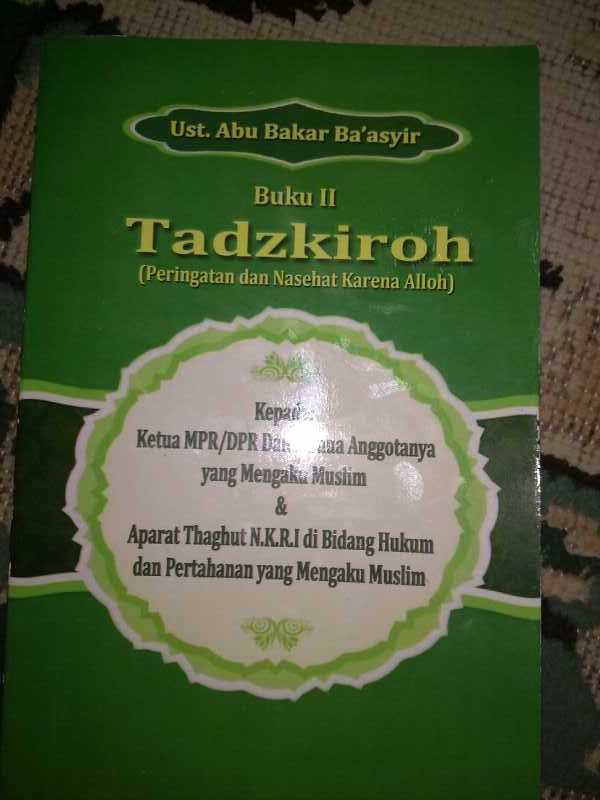 Ust. Abu Bakar Ba'asyir
Buku II
Tadzkiroh
(Peringatan dan Nasehat Karena Alloh)
Kepada:
Ketua MPR/DPR Dan Anggotanya
yang Mengaku Muslim
&
Aparat Thaghut N.K.R.I di Bidang Hukum
dan Pertahanan yang Mengaku Muslim